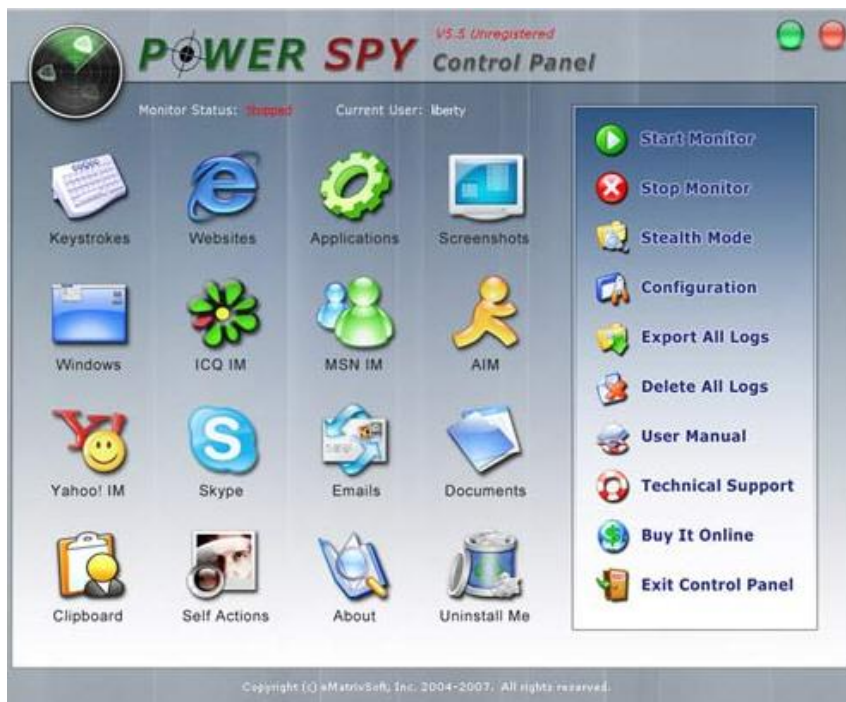 POWER SPY
V5.5 Unregistered
Control Panel
Monitor Status: Stopped
Current User: liberty
Keystrokes
Websites
Applications
Screenshots
Windows
ICQ IM
MSN IM
AIM
Yahoo! IM
Skype
Emails
Documents
Clipboard
Self Actions
About
Uninstall Me
Start Monitor
Stop Monitor
Stealth Mode
Configuration
Export All Logs
Delete All Logs
User Manual
Technical Support
Buy It Online
Exit Control Panel
Copyright (c) eMatrixSoft, Inc. 2004-2007. All rights reserved.